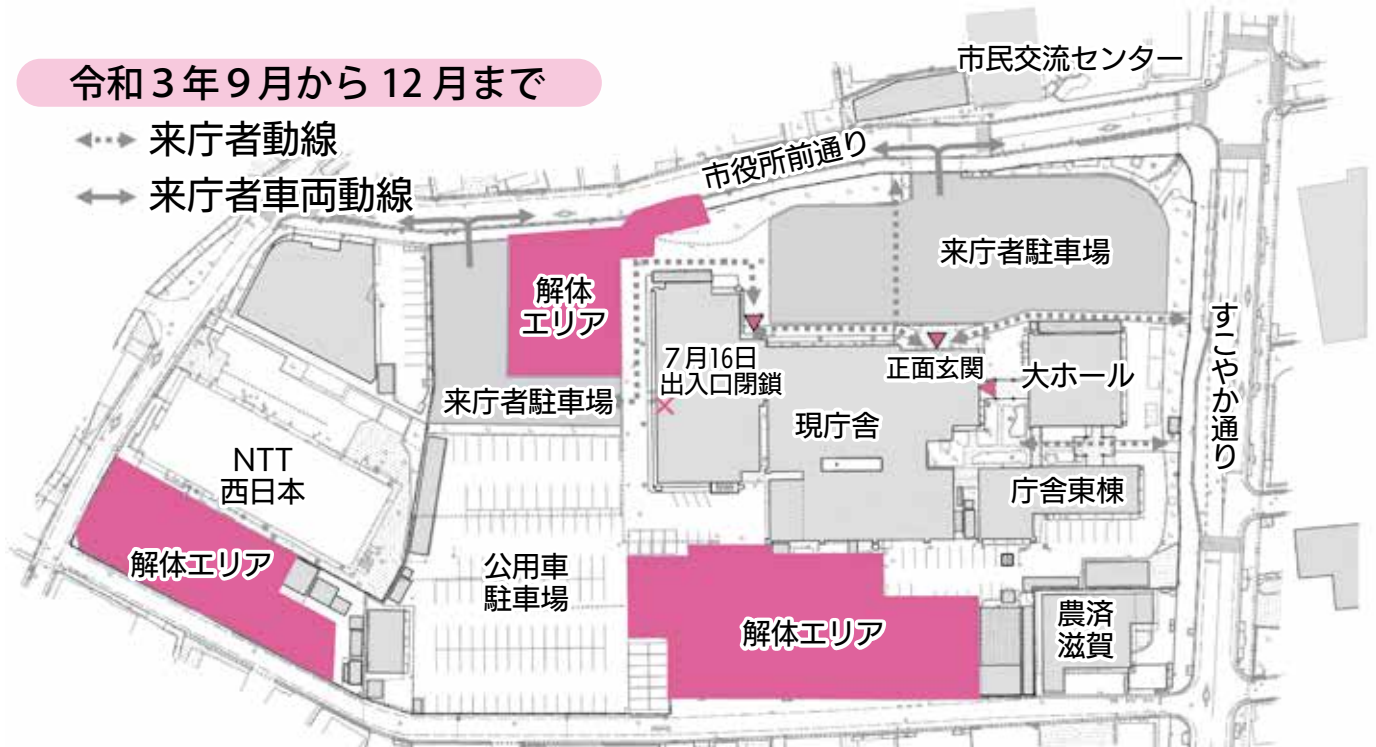 令和３年９月から 12 月まで
来庁者動線
来庁者車両動線
市民交流センター
市役所前通り
来庁者駐車場
解体
エリア
７月16日
出入口閉鎖
正面玄関
大ホール
すこやか通り
来庁者駐車場
現庁舎
NTT
西日本
庁舎東棟
解体エリア
公用車
駐車場
解体エリア
農済
滋賀